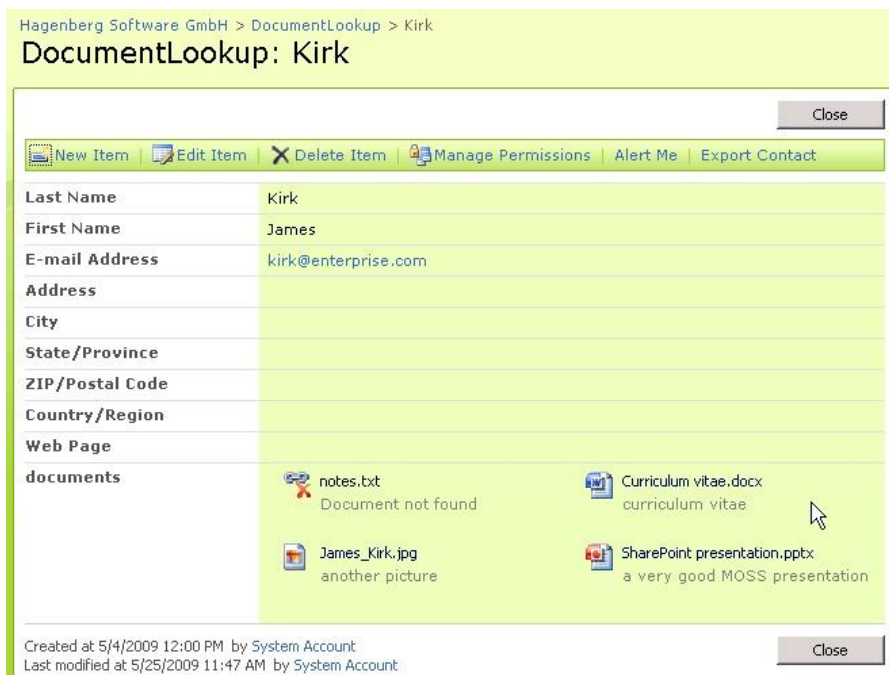 Hagenberg Software GmbH > DocumentLookup > Kirk
DocumentLookup: Kirk
Close
New Item | Edit Item | Delete Item | Manage Permissions | Alert Me | Export Contact
Last Name Kirk
First Name James
E-mail Address kirk@enterprise.com
Address
City
State/Province
ZIP/Postal Code
Country/Region
Web Page
documents notes.txt Curriculum vitae.docx
Document not found curriculum vitae
James_Kirk.jpg SharePoint presentation.pptx
another picture a very good MOSS presentation
Created at 5/4/2009 12:00 PM by System Account
Close
Last modified at 5/25/2009 11:47 AM by System Account